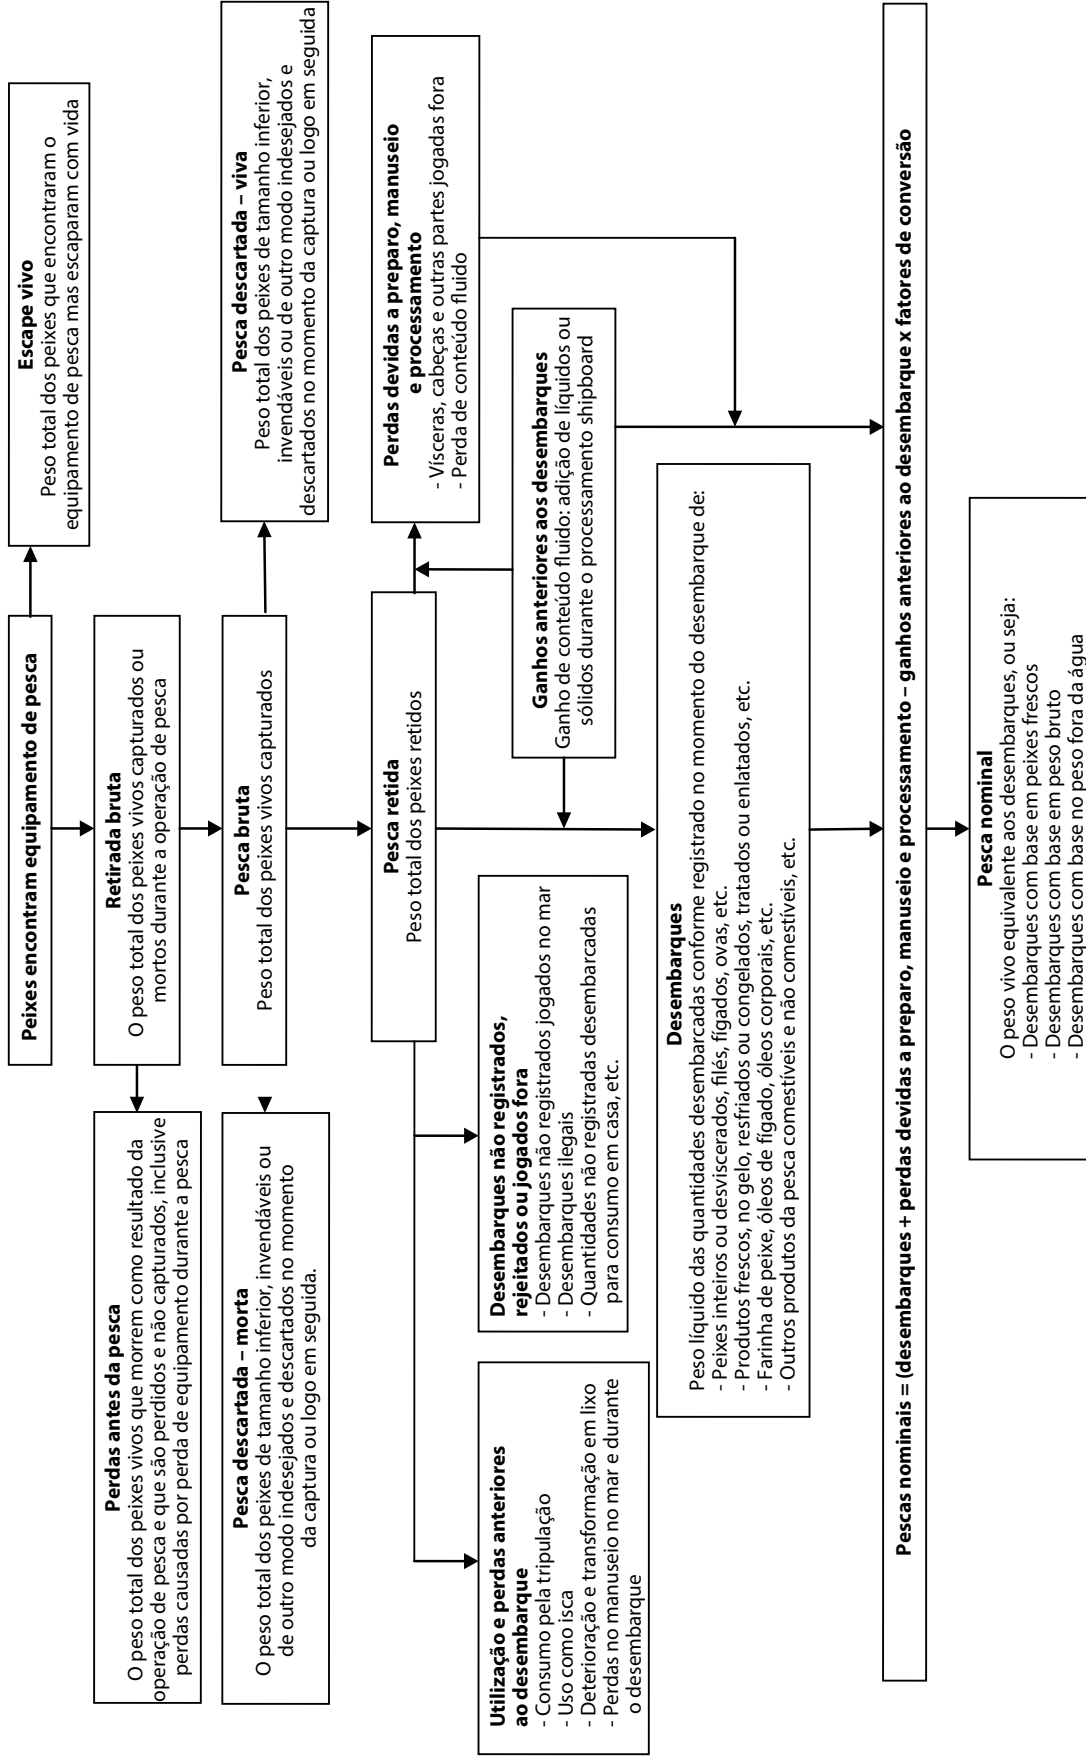 Peixes encontram equipamento de pesca
Escape vivo
Peso total dos peixes que encontraram o
equipamento de pesca mas escaparam com vida
Perdas antes da pesca
O peso total dos peixes vivos que morrem como resultado da
operação de pesca e que são perdidos e não capturados, inclusive
perdas causadas por perda de equipamento durante a pesca
Retirada bruta
O peso total dos peixes vivos capturados ou
mortos durante a operação de pesca
Pesca descartada – morta
O peso total dos peixes de tamanho inferior, invendáveis ou
de outro modo indesejados e descartados no momento
da captura ou logo em seguida.
Pesca bruta
Peso total dos peixes vivos capturados
Pesca descartada – viva
Peso total dos peixes de tamanho inferior,
invendáveis ou de outro modo indesejados e
descartados no momento da captura ou logo em seguida
Pesca retida
Peso total dos peixes retidos
Perdas devidas a preparo, manuseio
e processamento
- Vísceras, cabeças e outras partes jogadas fora
- Perda de conteúdo fluido
Utilização e perdas anteriores
ao desembarque
- Consumo pela tripulação
- Uso como isca
- Deterioração e transformação em lixo
- Perdas no manuseio no mar e durante
o desembarque
Desembarques não registrados,
rejeitados ou jogados fora
- Desembarques não registrados jogados no mar
- Desembarques ilegais
- Quantidades não registradas desembarcadas
para consumo em casa, etc.
Ganhos anteriores aos desembarques
Ganho de conteúdo fluido: adição de líquidos ou
sólidos durante o processamento shipboard
Desembarques
Peso líquido das quantidades desembarcadas conforme registrado no momento do desembarque de:
- Peixes inteiros ou desviscerados, filés, fígados, ovas, etc.
- Produtos frescos, no gelo, resfriados ou congelados, tratados ou enlatados, etc.
- Farinha de peixe, óleos de fígado, óleos corporais, etc.
- Outros produtos da pesca comestíveis e não comestíveis, etc.
Pescas nominais = (desembarques + perdas devidas a preparo, manuseio e processamento – ganhos anteriores ao desembarque x fatores de conversão
Pesca nominal
O peso vivo equivalente aos desembarques, ou seja:
- Desembarques com base em peixes frescos
- Desembarques com base em peso bruto
- Desembarques com base no peso fora da água